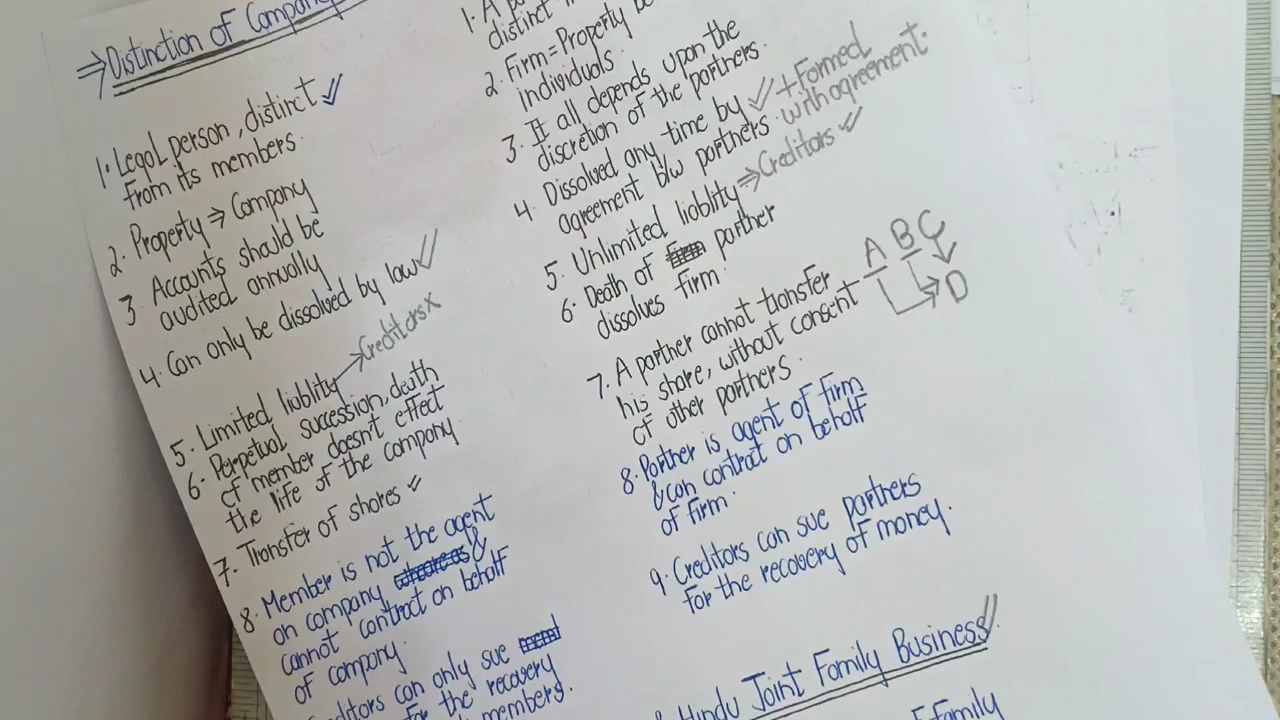 ⇒ Distinction of Company
1. Legal person, distinct ✓
from its members.
2. Property ⇒ Company
3. Accounts should be
audited annually
4. Can only be dissolved by law ✓
5. Limited liablity → Creditors x
6. Perpetual sucession, death
of member doesn't effect
the life of the company
7. Transfer of shares ✓
8. Member is not the agent
on company &
cannot contract on behalf
of company.
can only sue
the recovery
members.
1. A
distinct
2. Firm = Property
individuals.
3. It all depends upon the
discretion of the partners.
4. Dissolved any time by ✓ + Formed
agreement b/w partners. with agreement.
5. Unlimited lioblity ⇒ Creditors ✓
6. Death of partner
dissolves firm.
7. A partner cannot transfer
his share, without consent
of other partners.
A B C
D
8. Partner is agent of firm
& can contract on behalf
of firm.
9. Creditors can sue partners
for the recovery of money.
Hindu Joint Family Business ✓
Family